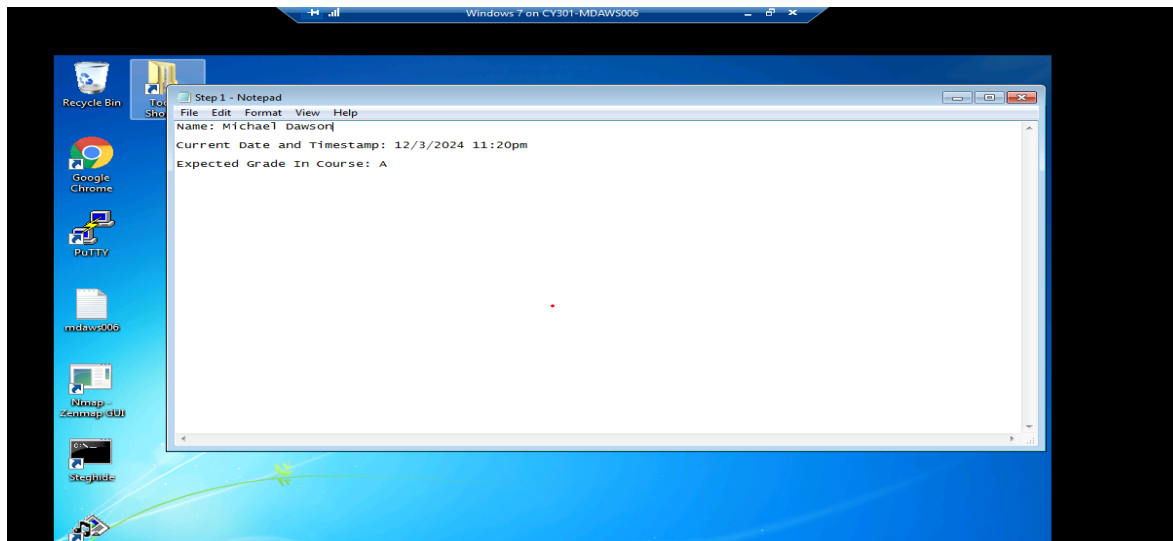 Windows 7 on CY301-MDAWS006
Recycle Bin
Step 1 - Notepad
File Edit Format View Help
Name: Michael Dawson
Current Date and Timestamp: 12/3/2024 11:20pm
Expected Grade In Course: A
Google
Chrome
PuTTY
mdaws006
Nmap -
Zenmap GUI
C:\_
Steghide